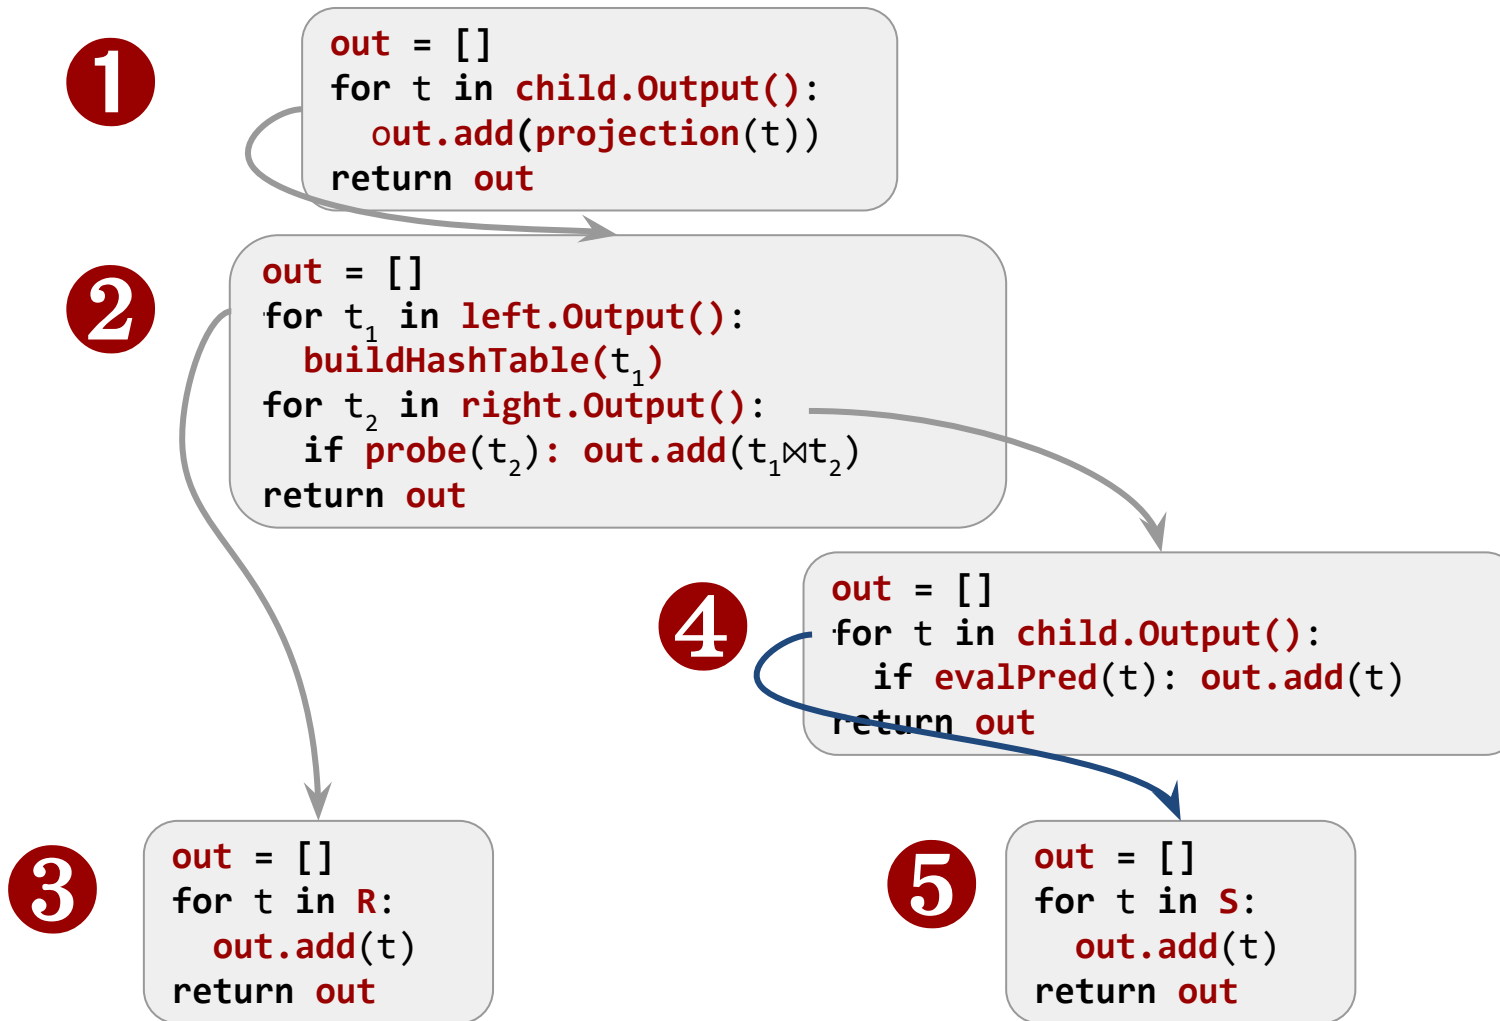 1
out = []
for t in child.Output():
  out.add(projection(t))
return out
2
out = []
for t₁ in left.Output():
  buildHashTable(t₁)
for t₂ in right.Output():
  if probe(t₂): out.add(t₁⋈t₂)
return out
4
out = []
for t in child.Output():
  if evalPred(t): out.add(t)
return out
3
out = []
for t in R:
  out.add(t)
return out
5
out = []
for t in S:
  out.add(t)
return out